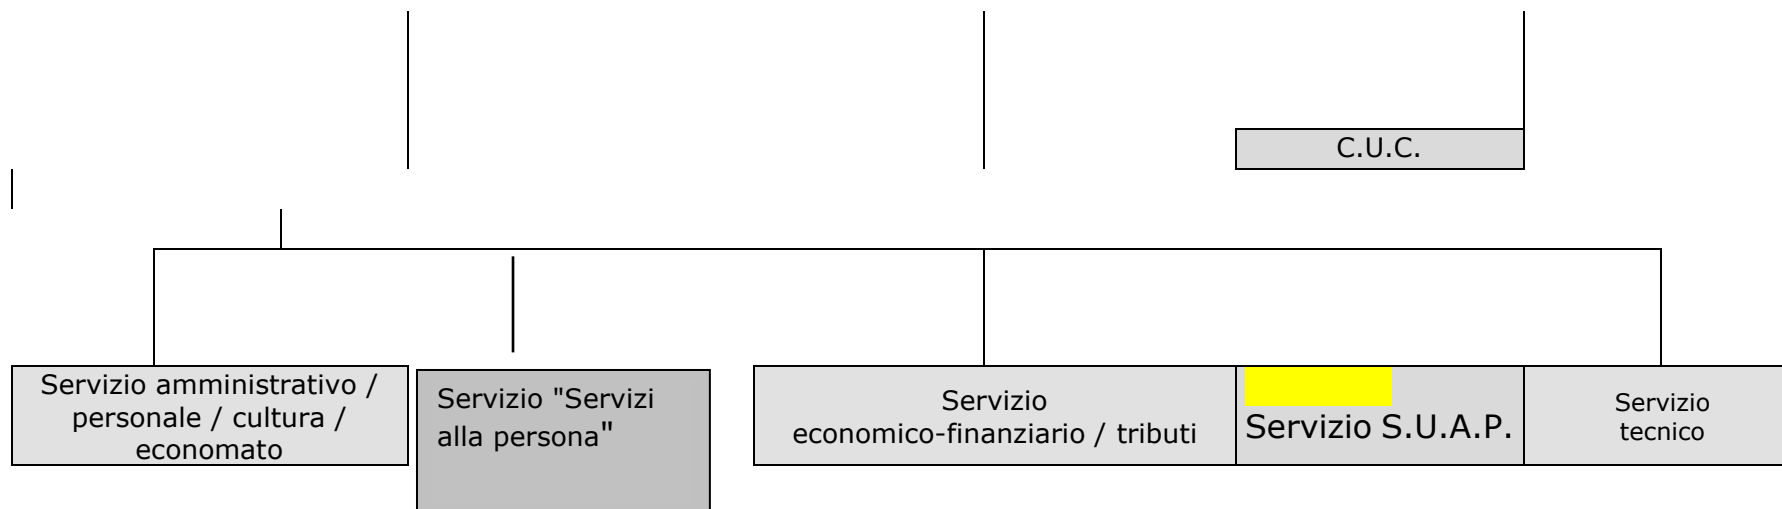 C.U.C.
Servizio amministrativo /
personale / cultura /
economato
Servizio "Servizi
alla persona"
Servizio
economico-finanziario / tributi
Servizio S.U.A.P.
Servizio
tecnico